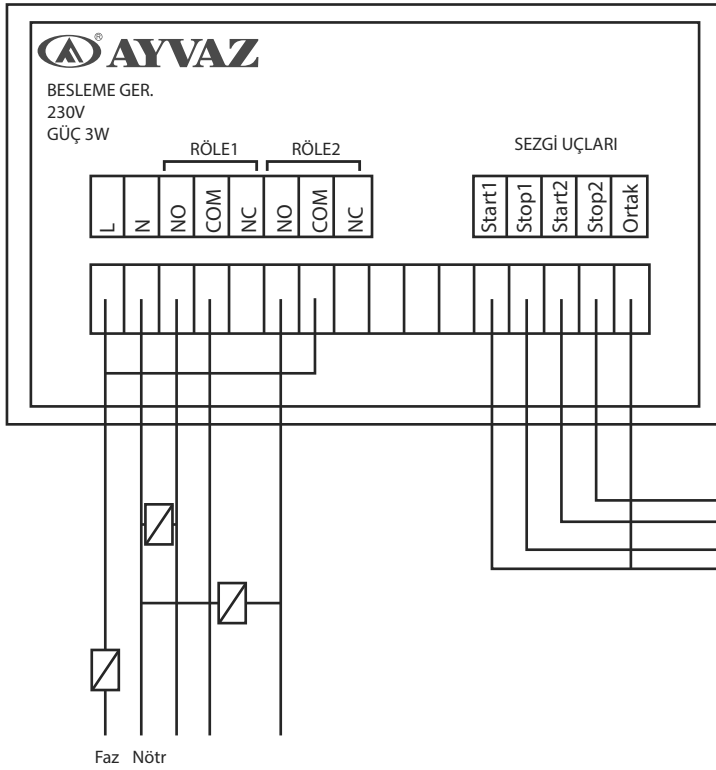 AYVAZ®
BESLEME GER.
230V
GÜÇ 3W
RÖLE1 RÖLE2 SEZGİ UÇLARI
L N NO COM NC NO COM NC Start1 Stop1 Start2 Stop2 Ortak
Faz Nötr